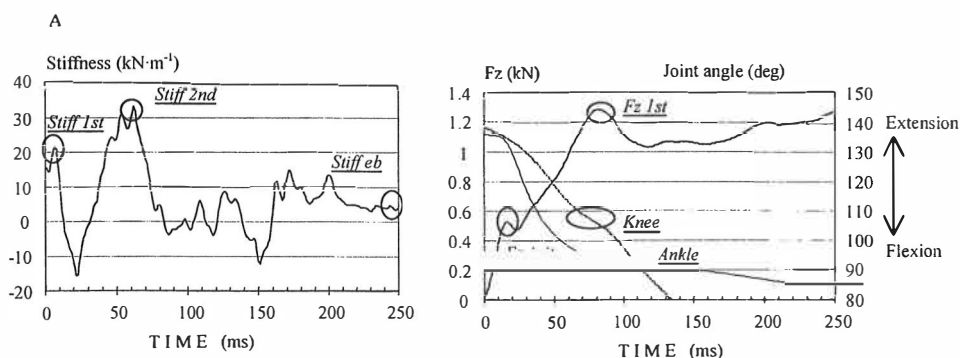 A
Stiffness (kN·m⁻¹)
40
30
20
10
0
-10
-20
Stiff 1st
Stiff 2nd
Stiff eb
0 50 100 150 200 250
TIME (ms)
Fz (kN)
Joint angle (deg)
1.4
1.2
1
0.8
0.6
0.4
0.2
0
Fz 1st
Knee
Ankle
150
140
130
120
110
100
90
80
Extension
Flexion
0 50 100 150 200 250
TIME (ms)